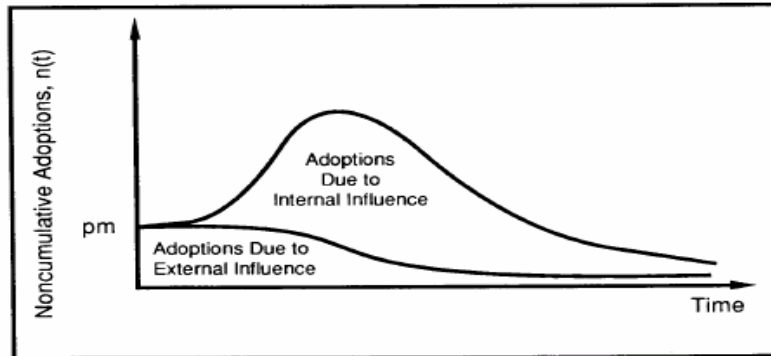 Noncumulative Adoptions, n(t)
Adoptions
Due to
Internal Influence
pm
Adoptions Due to
External Influence
Time